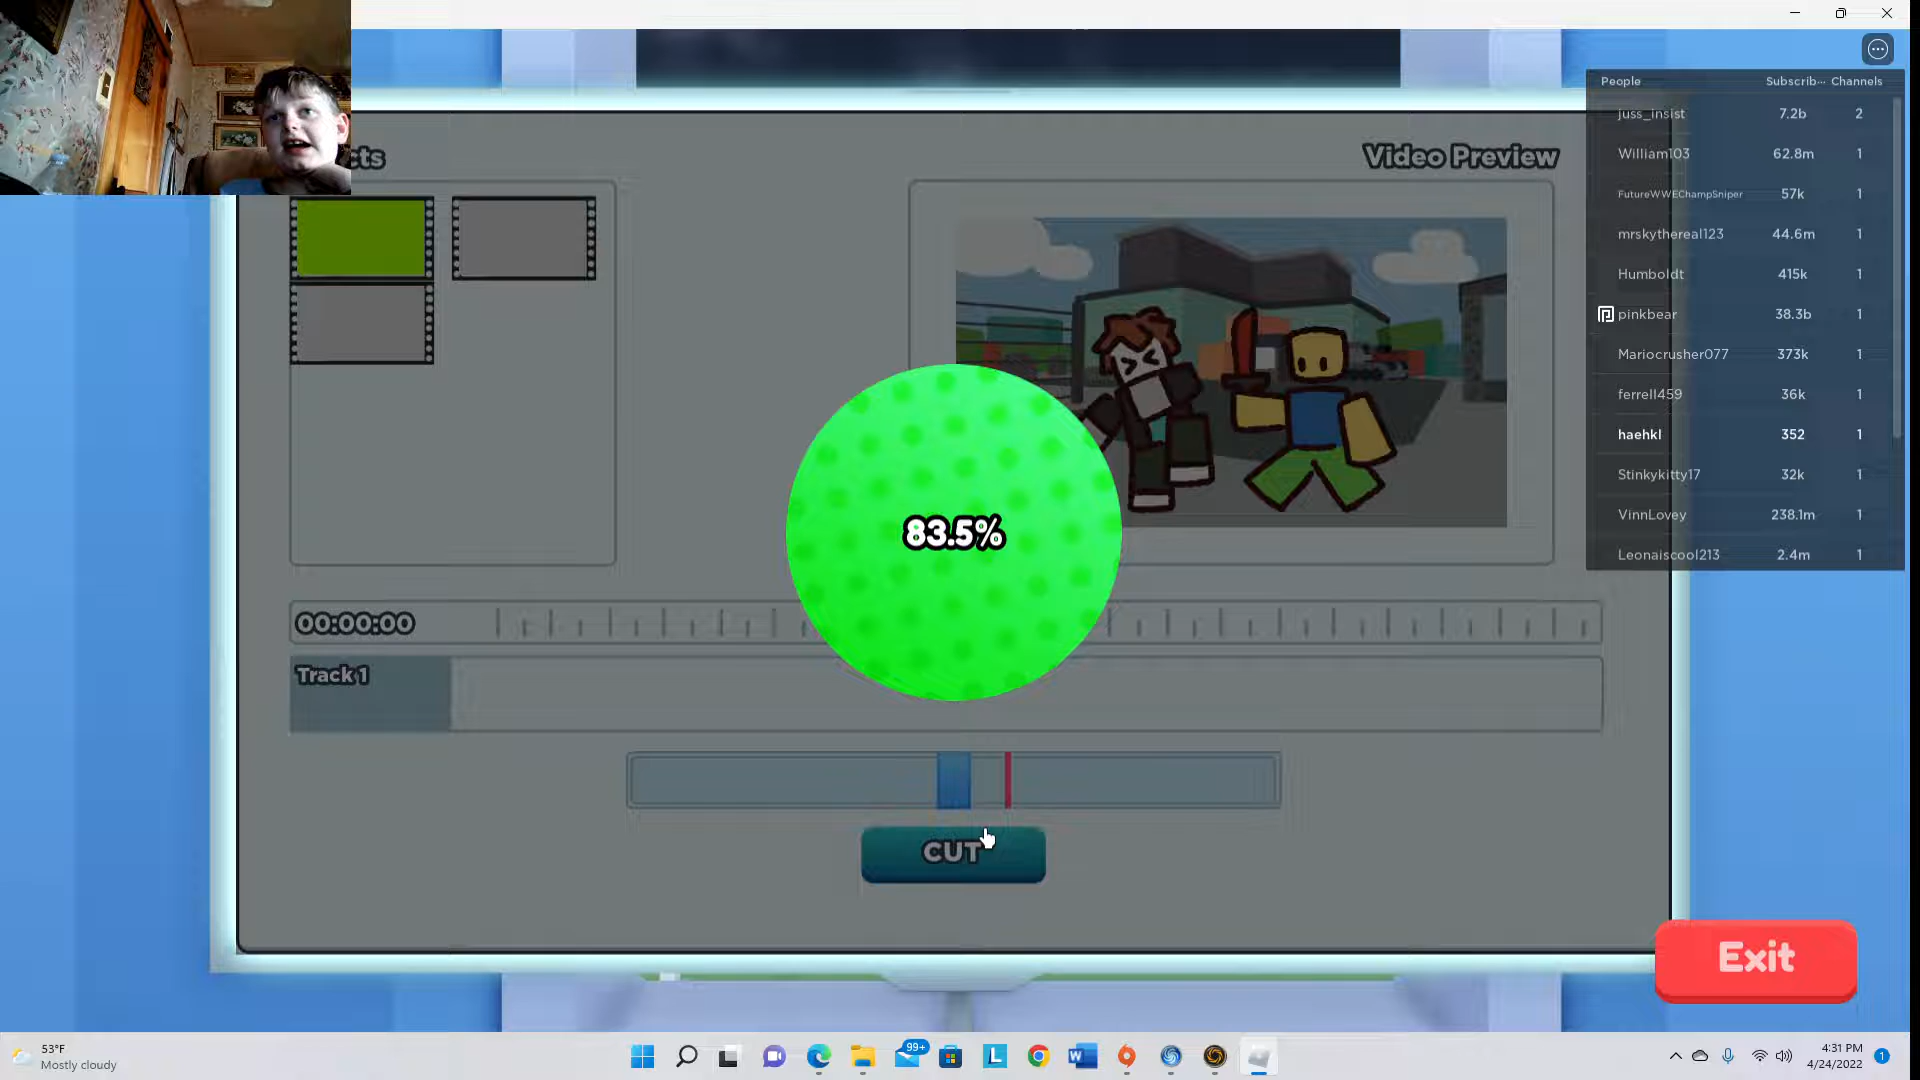 cts
Video Preview
83.5%
00:00:00
Track 1
CUT
Exit
People Subscrib··· Channels
juss_insist 7.2b 2
William103 62.8m 1
FutureWWEChampSniper 57k 1
mrskythereal123 44.6m 1
Humboldt 415k 1
pinkbear 38.3b 1
Mariocrusher077 373k 1
ferrell459 36k 1
haehkl 352 1
Stinkykitty17 32k 1
VinnLovey 238.1m 1
Leonaiscool213 2.4m 1
53°F
Mostly cloudy
99+
L
W
4:31 PM
4/24/2022
1